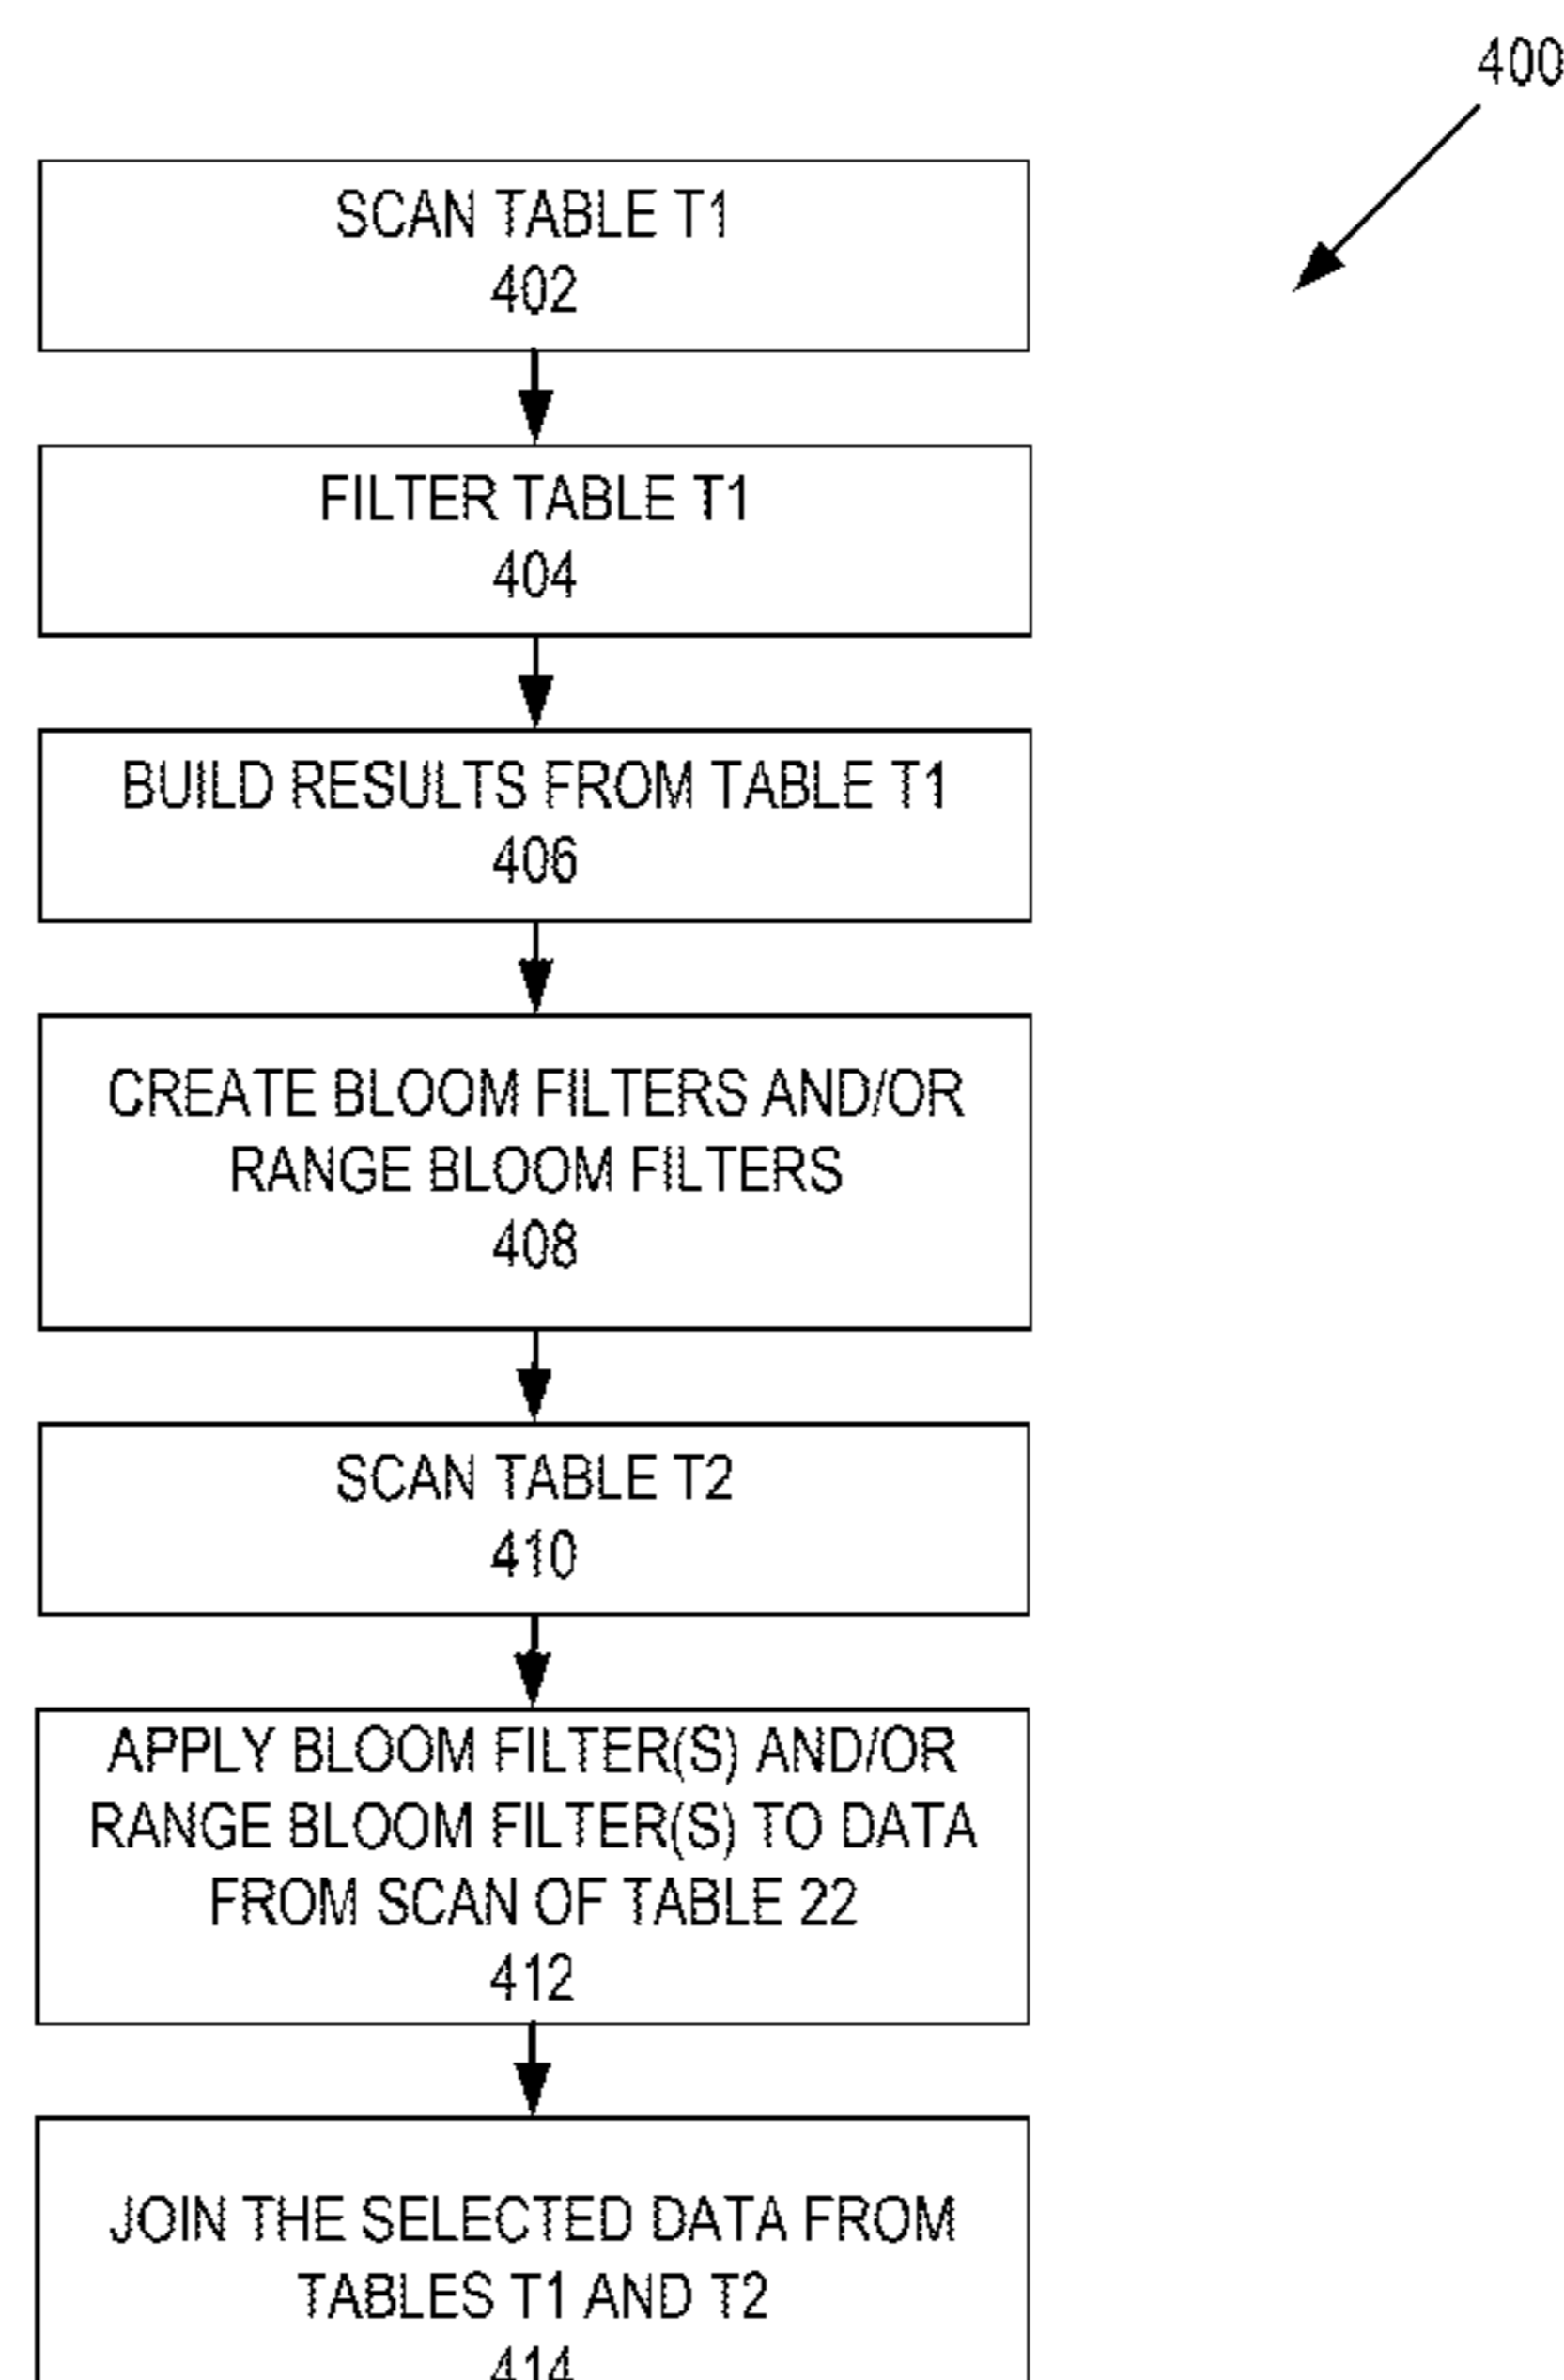 400
SCAN TABLE T1
402
FILTER TABLE T1
404
BUILD RESULTS FROM TABLE T1
406
CREATE BLOOM FILTERS AND/OR
RANGE BLOOM FILTERS
408
SCAN TABLE T2
410
APPLY BLOOM FILTER(S) AND/OR
RANGE BLOOM FILTER(S) TO DATA
FROM SCAN OF TABLE 22
412
JOIN THE SELECTED DATA FROM
TABLES T1 AND T2
414